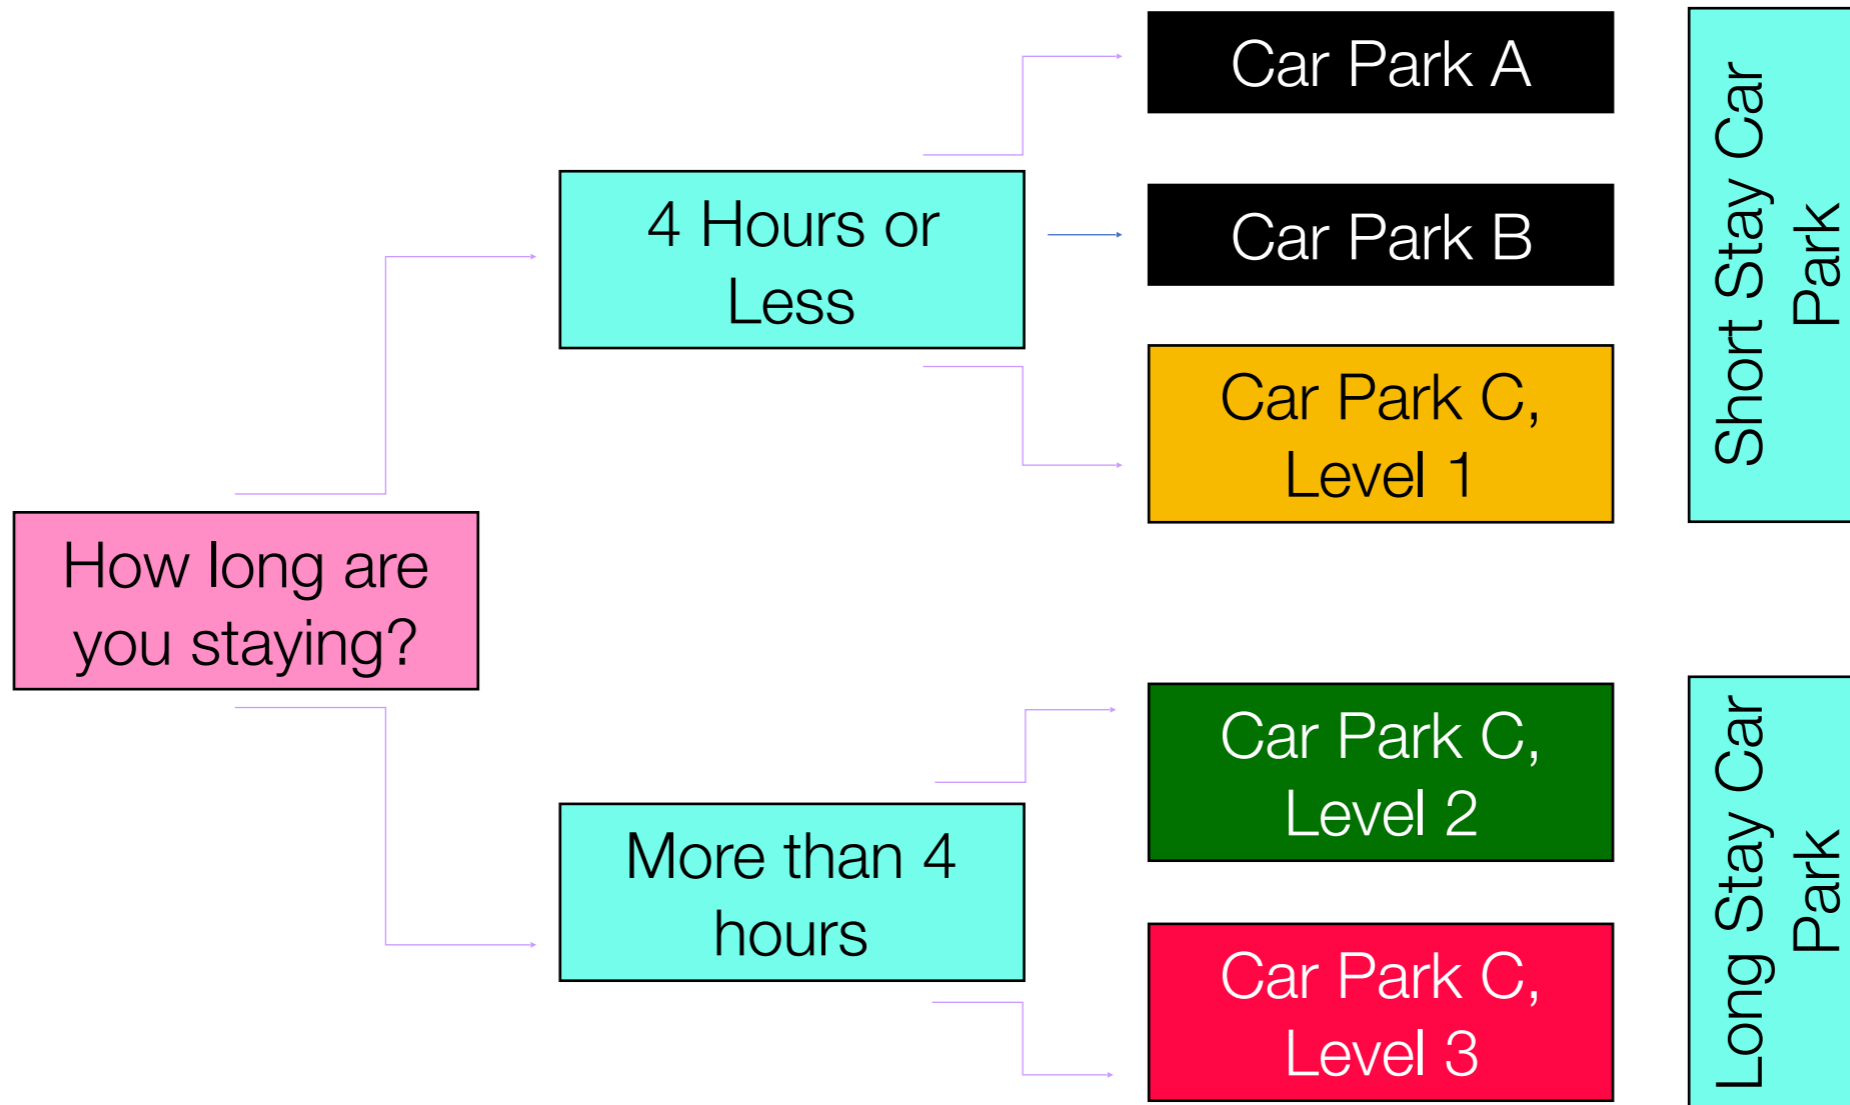 How long are
you staying?
4 Hours or
Less
More than 4
hours
Car Park A
Car Park B
Car Park C,
Level 1
Car Park C,
Level 2
Car Park C,
Level 3
Short Stay Car
Park
Long Stay Car
Park